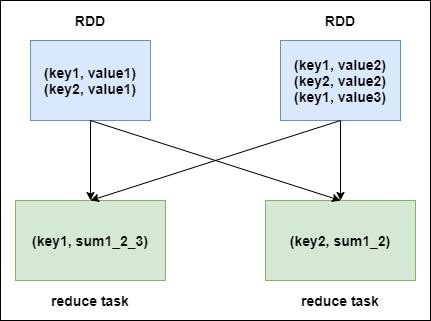 RDD
RDD
(key1, value1)
(key2, value1)
(key1, value2)
(key2, value2)
(key1, value3)
(key1, sum1_2_3)
(key2, sum1_2)
reduce task
reduce task